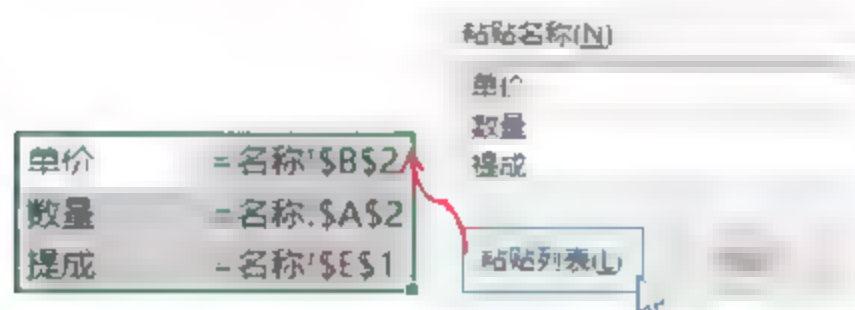 粘贴名称(N)
单价
数量
提成
单价 =名称!$B$2
数量 =名称!$A$2
提成 =名称!$E$1
粘贴列表(L)